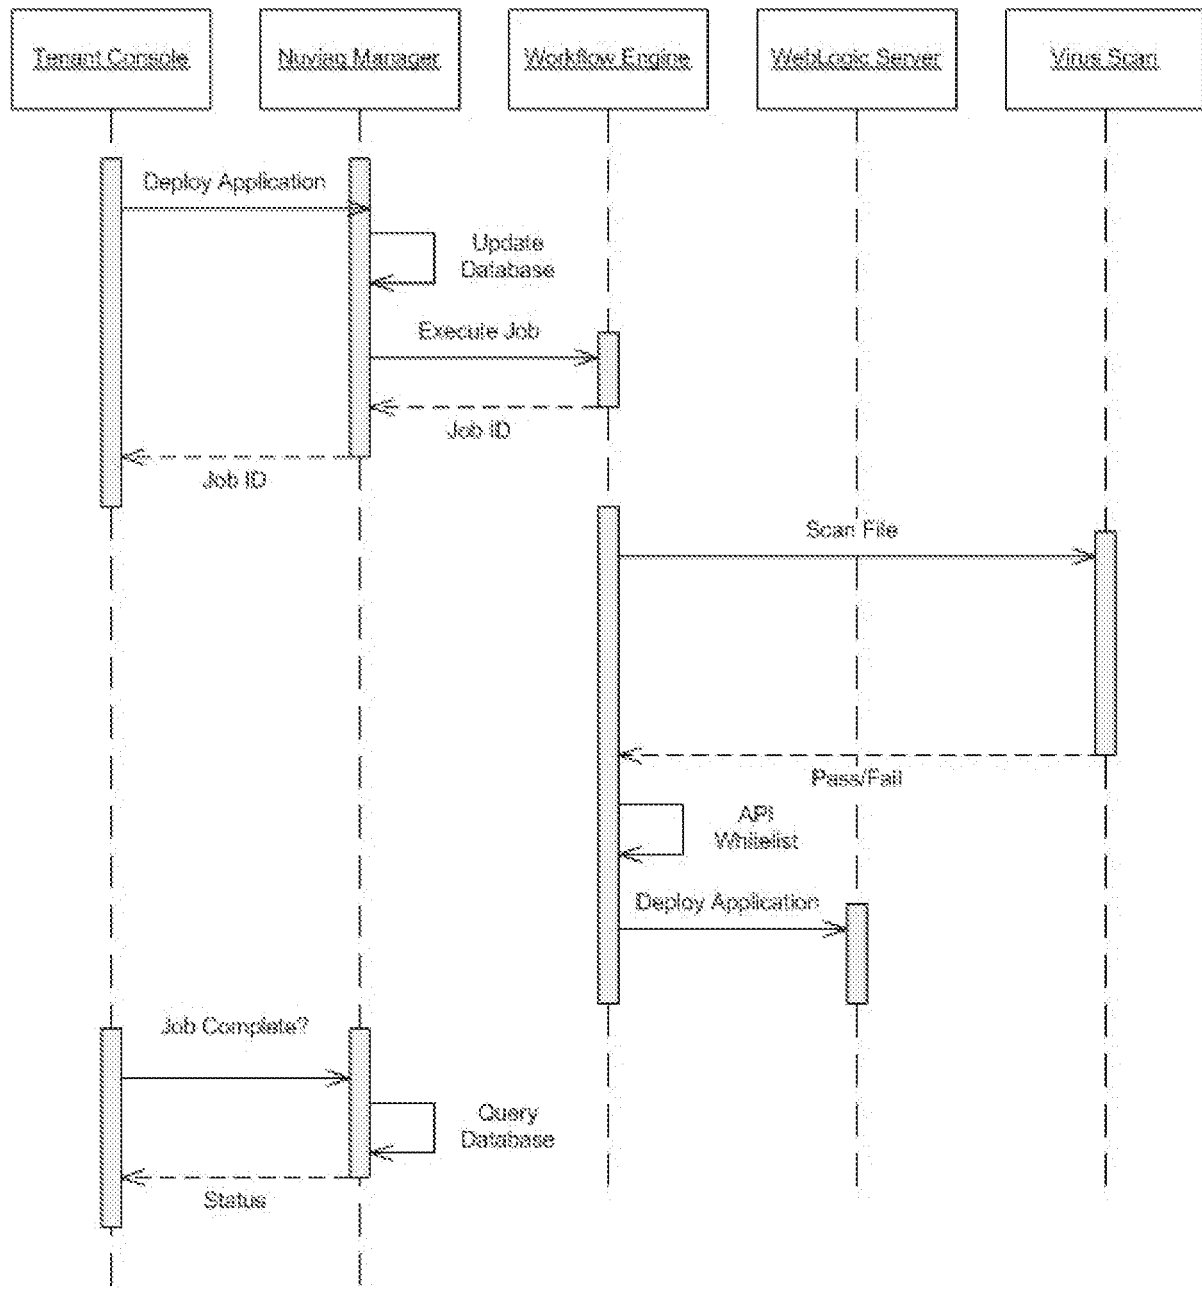 Tenant Console
Nuviaq Manager
Workflow Engine
WebLogic Server
Virus Scan
Deploy Application
Update
Database
Execute Job
Job ID
Job ID
Scan File
Pass/Fail
API
Whitelist
Deploy Application
Job Complete?
Query
Database
Status